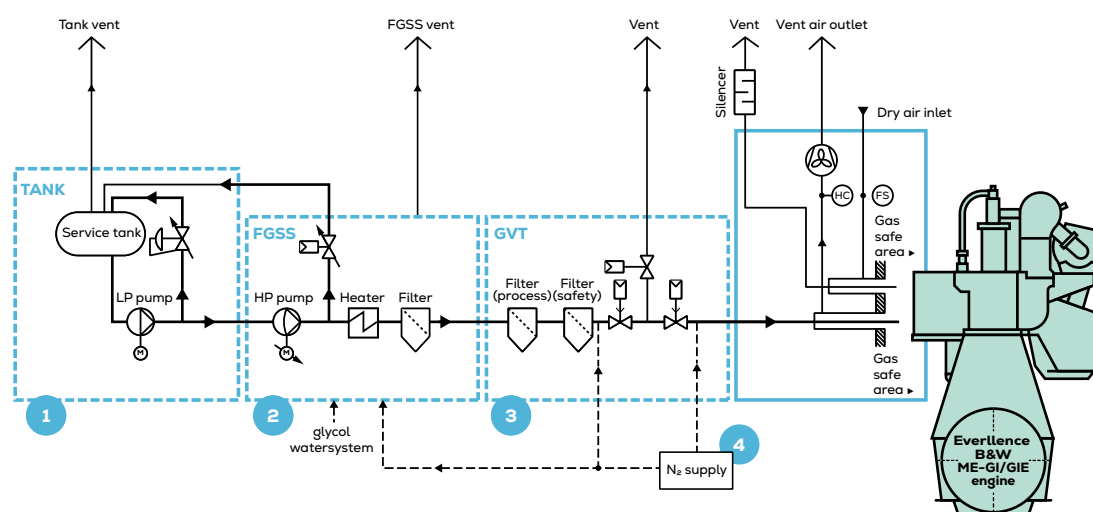 Tank vent
FGSS vent
Vent
Vent
Vent air outlet
Silencer
Dry air inlet
TANK
HC
FS
Service tank
FGSS
GVT
Gas
safe
area
LP pump
HP pump
Heater
Filter
Filter
(process)
Filter
(safety)
M
M
Gas
safe
area
1
2
3
4
glycol
watersystem
N₂ supply
Everllence
B&W
ME-GI/GIE
engine